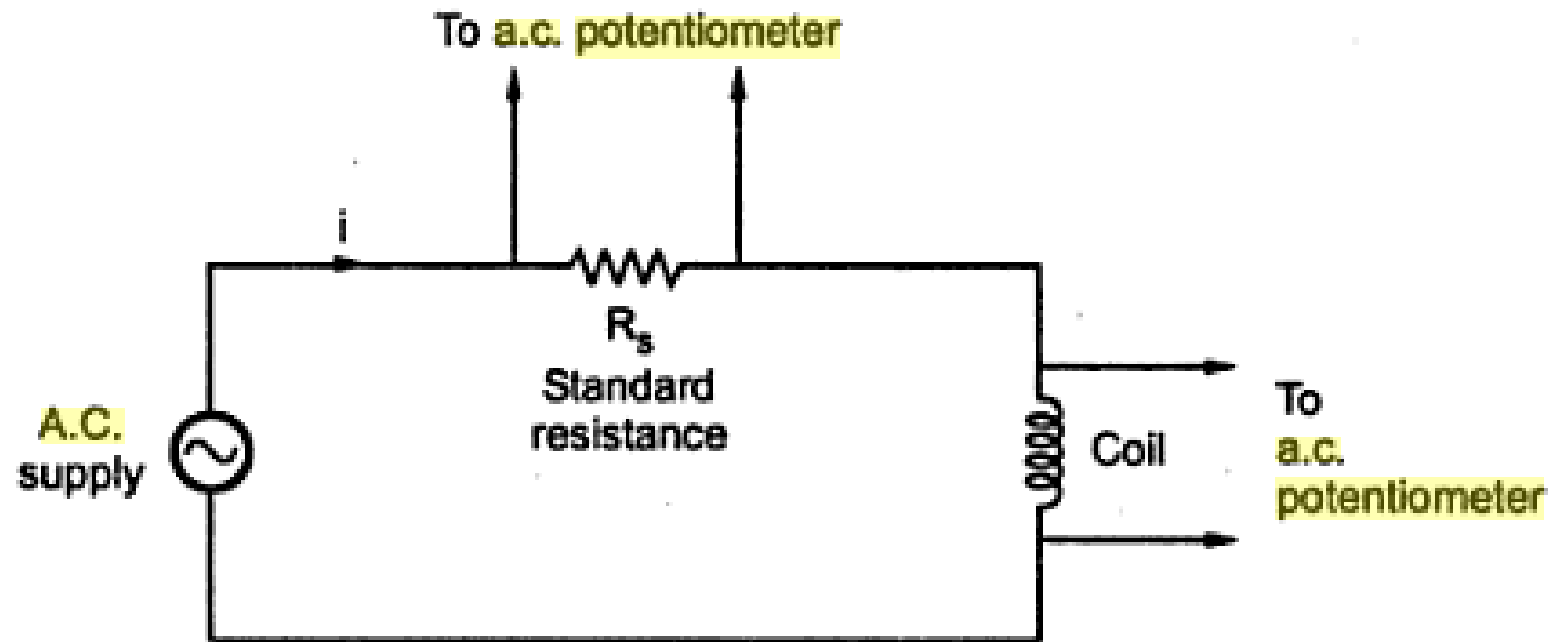 To a.c. potentiometer
i
R_s
Standard
resistance
A.C.
supply
Coil
To
a.c.
potentiometer